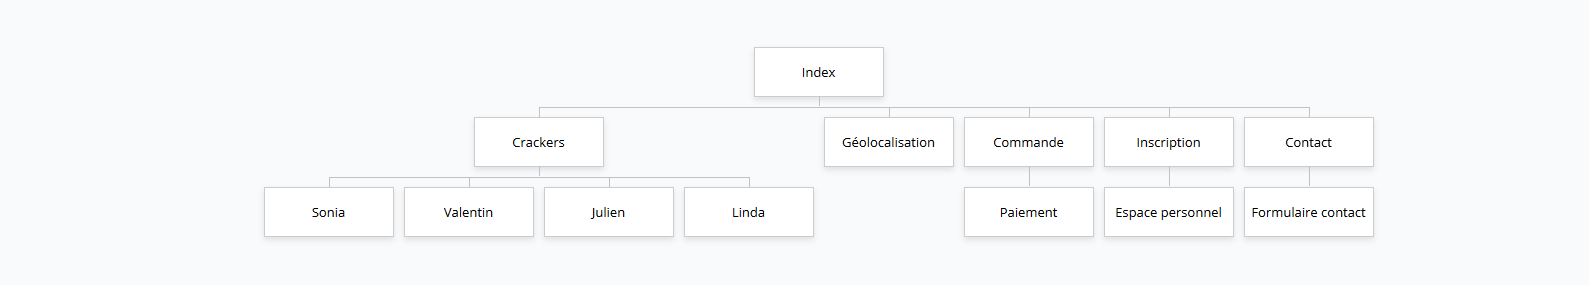 Index
Crackers
Géolocalisation
Commande
Inscription
Contact
Sonia
Valentin
Julien
Linda
Paiement
Espace personnel
Formulaire contact